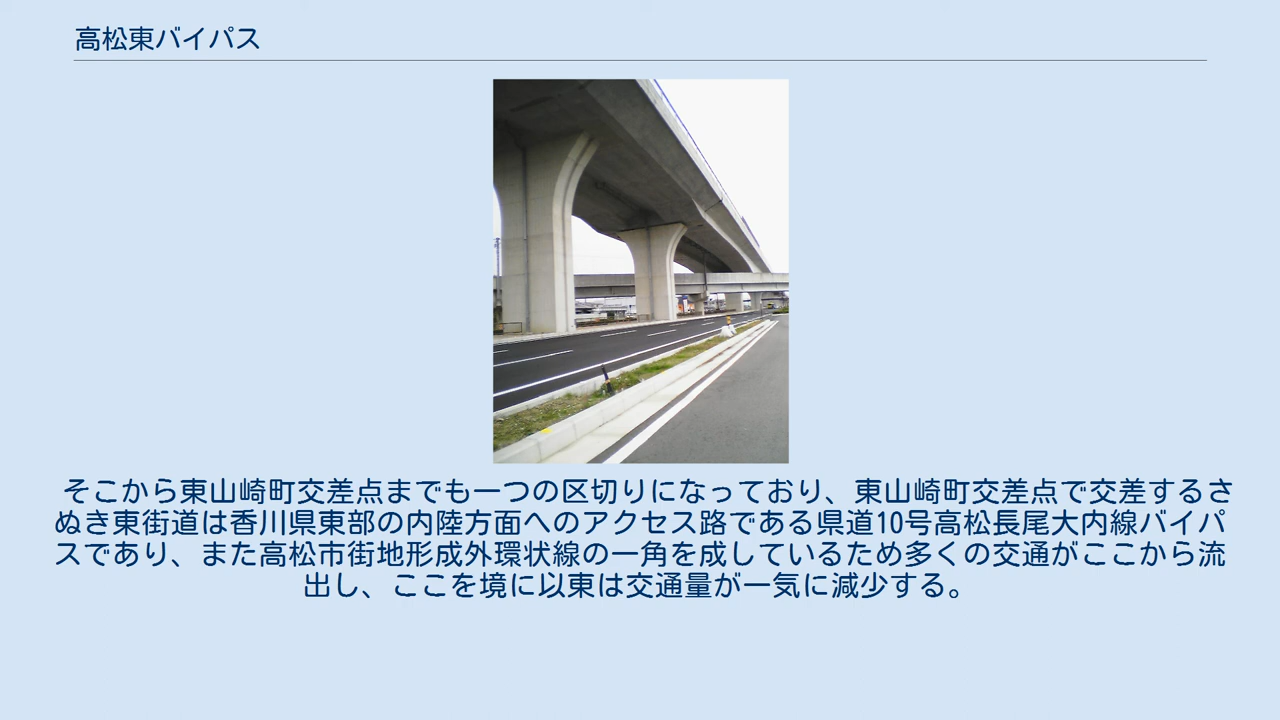 高松東バイパス
そこから東山崎町交差点までも一つの区切りになっており、東山崎町交差点で交差するさ
ぬき東街道は香川県東部の内陸方面へのアクセス路である県道10号高松長尾大内線バイパ
スであり、また高松市街地形成外環状線の一角を成しているため多くの交通がここから流
出し、ここを境に以東は交通量が一気に減少する。